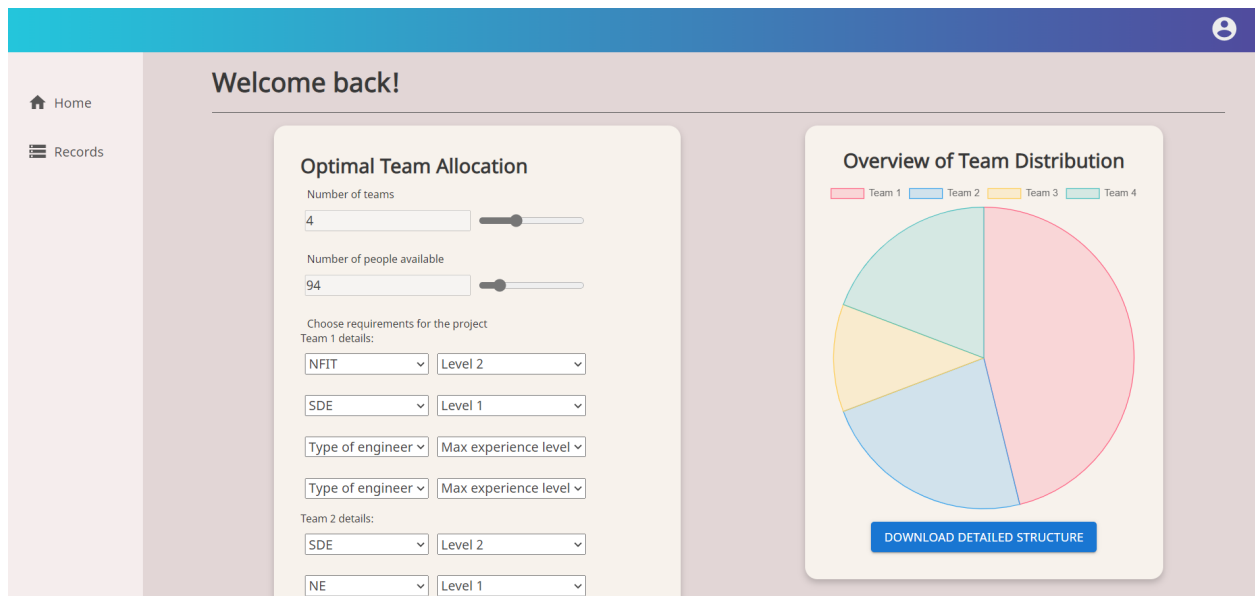 Welcome back!
Home
Records
Optimal Team Allocation
Number of teams
4
Number of people available
94
Choose requirements for the project
Team 1 details:
NFIT Level 2
SDE Level 1
Type of engineer Max experience level
Type of engineer Max experience level
Team 2 details:
SDE Level 2
NE Level 1
Overview of Team Distribution
Team 1 Team 2 Team 3 Team 4
DOWNLOAD DETAILED STRUCTURE